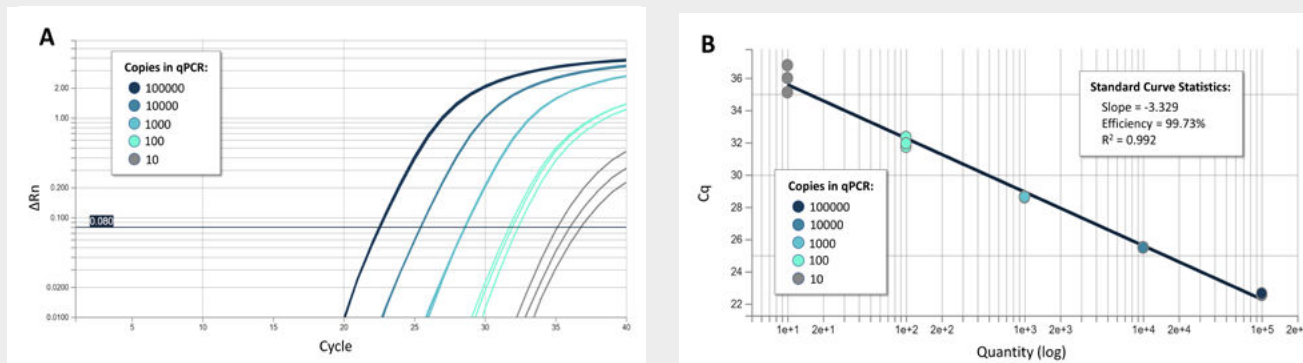 A
Copies in qPCR:
100000
10000
1000
100
10
2.00
1.00
0.200
0.100
0.080
0.0200
0.0100
ΔRn
5 10 15 20 25 30 35 40
Cycle
B
36
34
32
30
28
26
24
22
Cq
Standard Curve Statistics:
Slope = -3.329
Efficiency = 99.73%
R² = 0.992
Copies in qPCR:
100000
10000
1000
100
10
1e+1 2e+1 1e+2 2e+2 1e+3 2e+3 1e+4 2e+4 1e+5
Quantity (log)